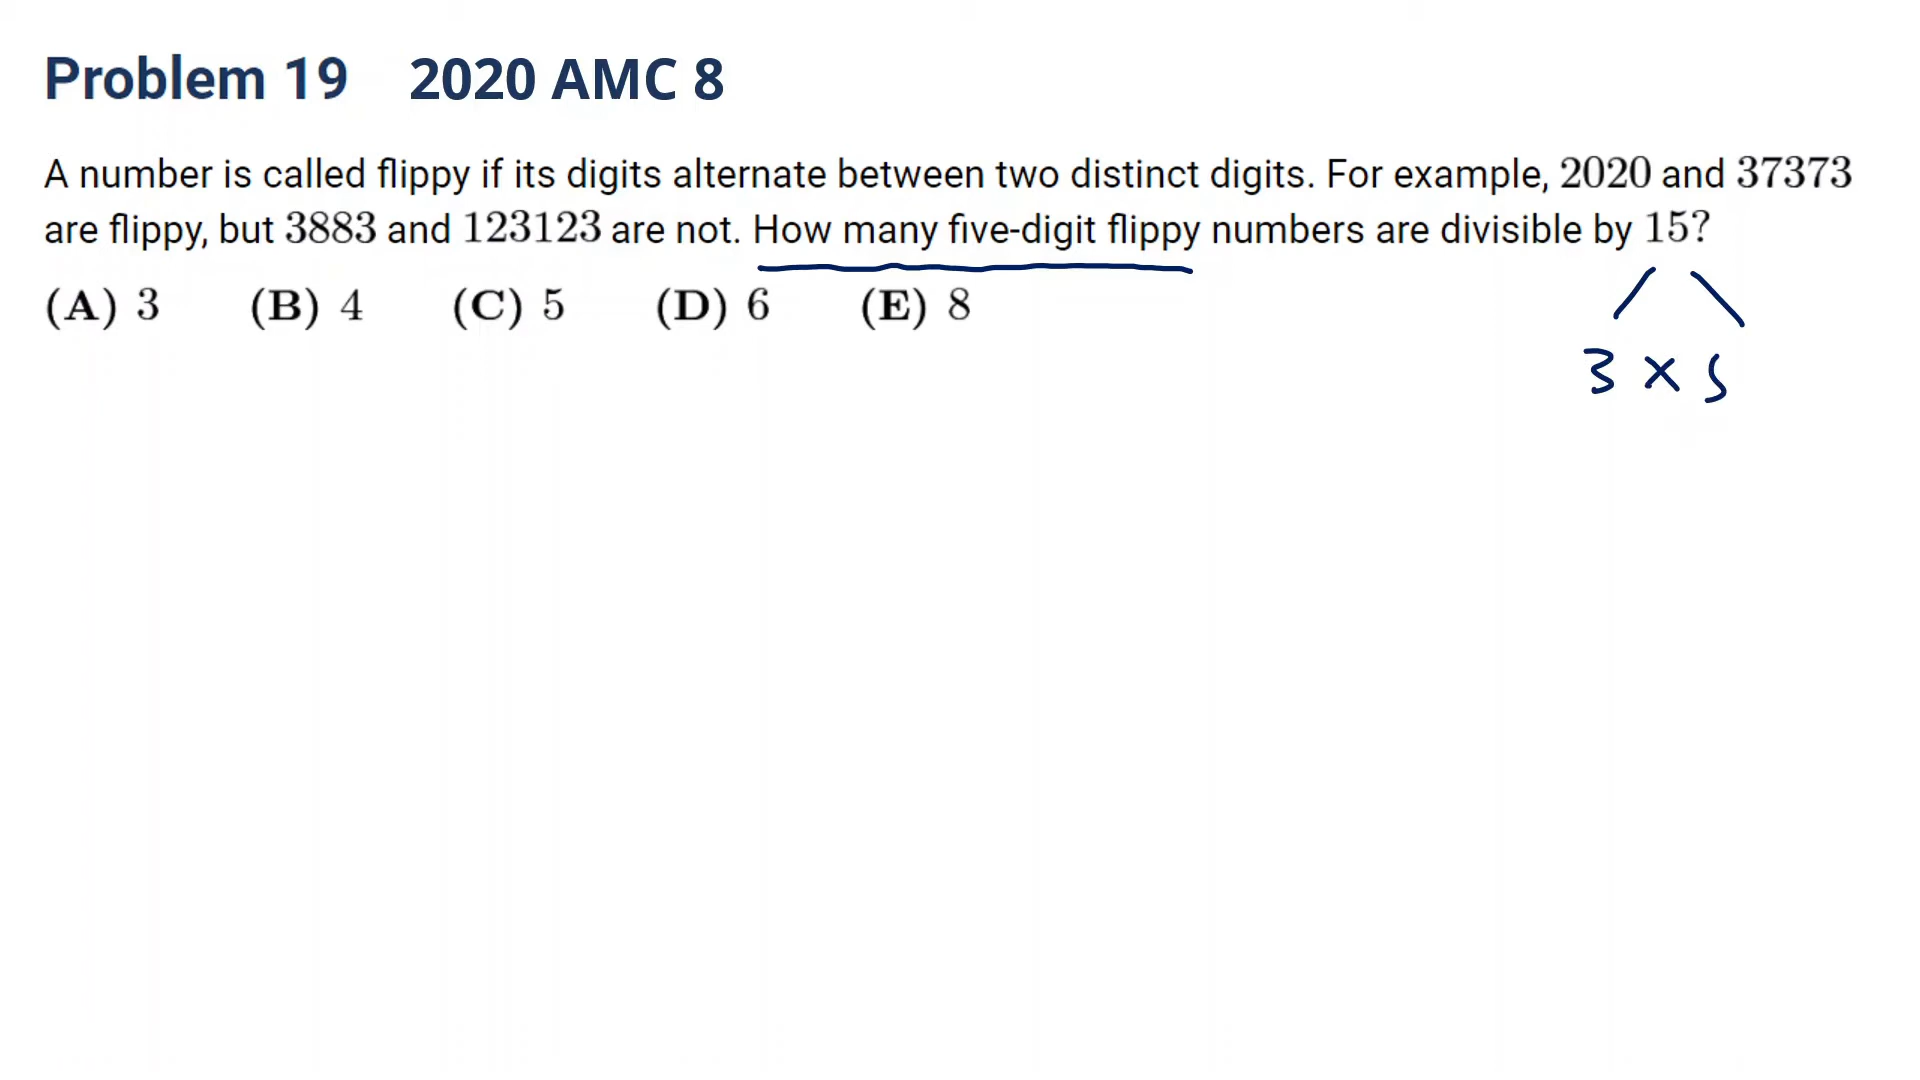 Problem 19 2020 AMC 8
A number is called flippy if its digits alternate between two distinct digits. For example, 2020 and 37373
are flippy, but 3883 and 123123 are not. How many five-digit flippy numbers are divisible by 15?
(A) 3 (B) 4 (C) 5 (D) 6 (E) 8
3 × 5